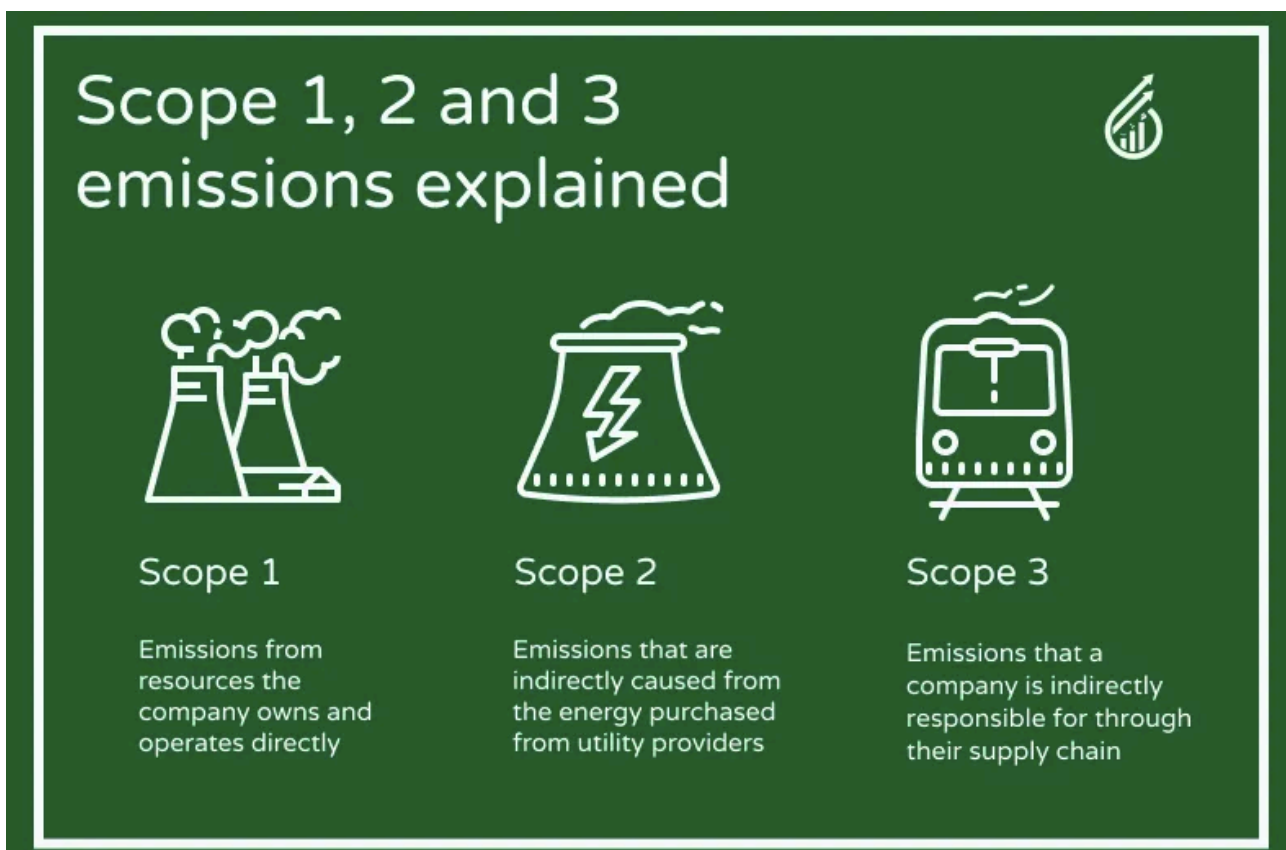 Scope 1, 2 and 3
emissions explained
Scope 1
Emissions from
resources the
company owns and
operates directly
Scope 2
Emissions that are
indirectly caused from
the energy purchased
from utility providers
Scope 3
Emissions that a
company is indirectly
responsible for through
their supply chain